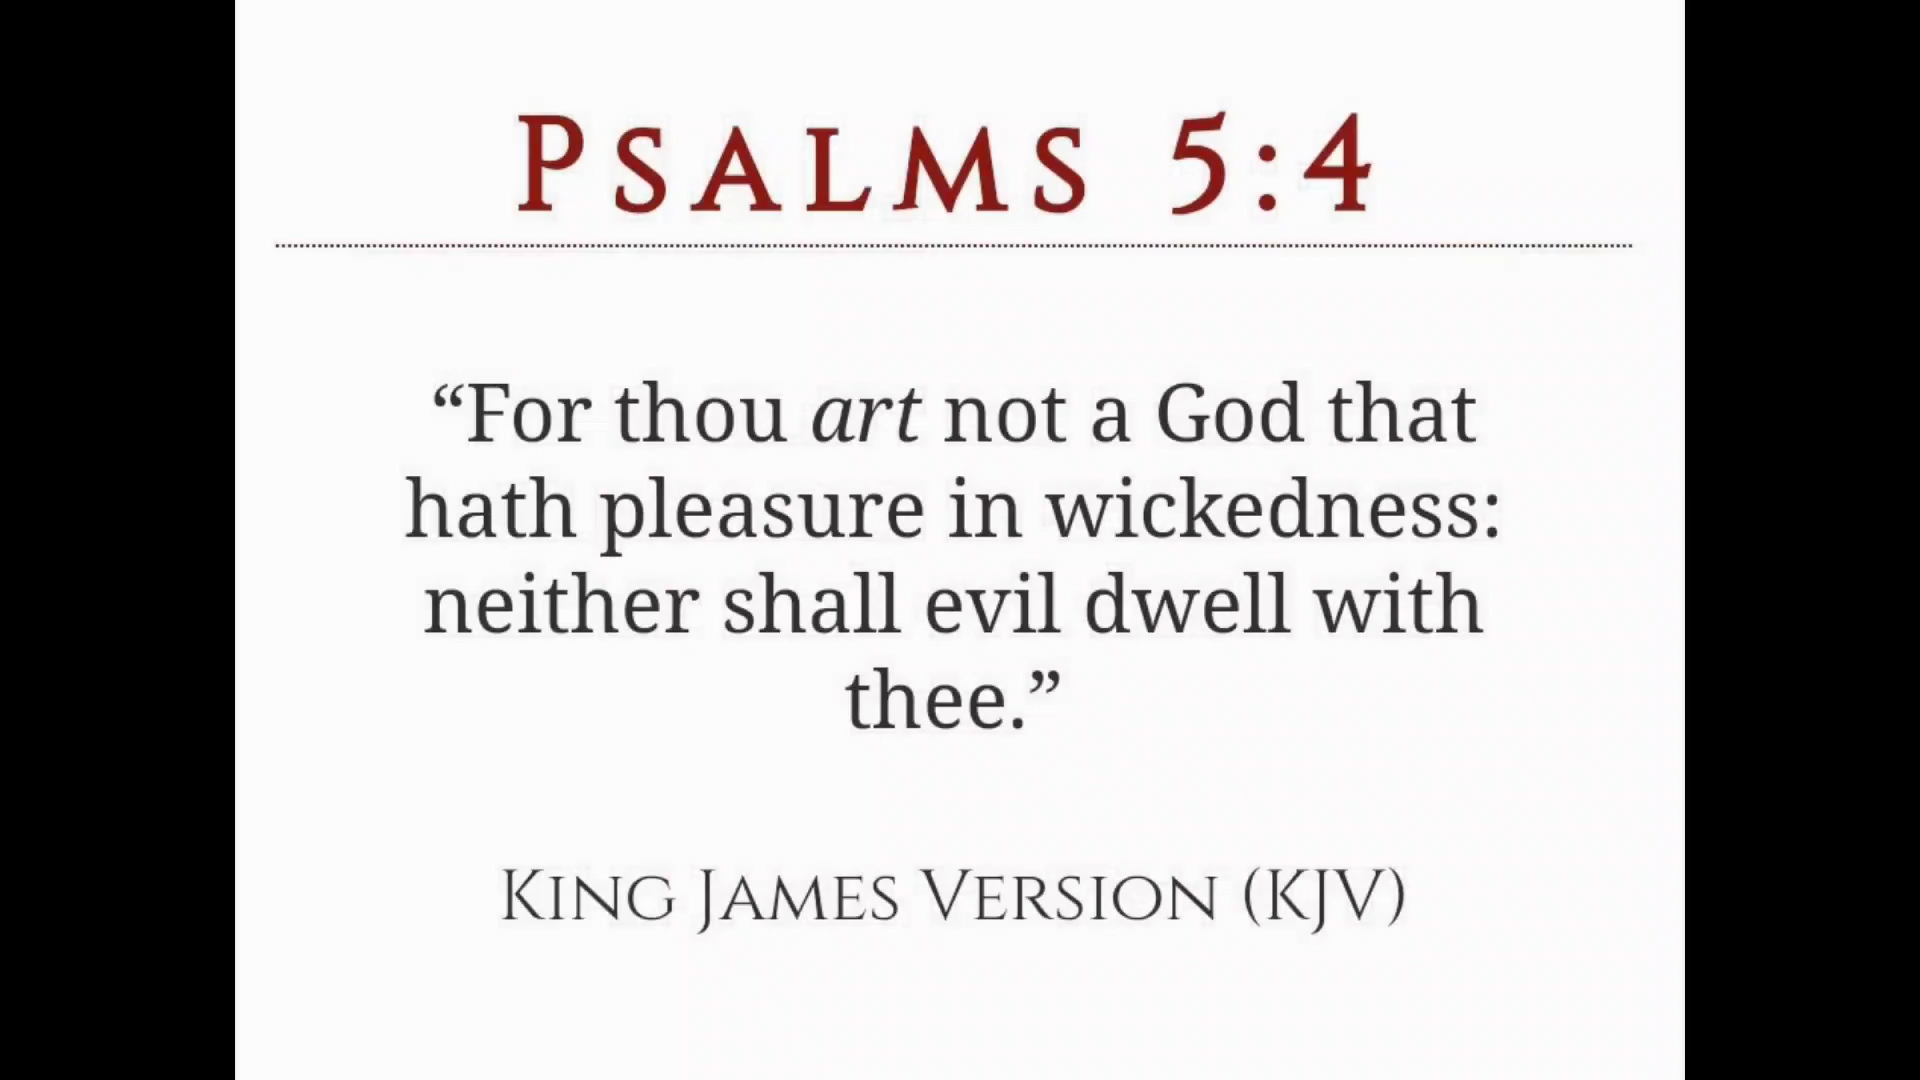 PSALMS 5:4
“For thou art not a God that
hath pleasure in wickedness:
neither shall evil dwell with
thee.”
KING JAMES VERSION (KJV)